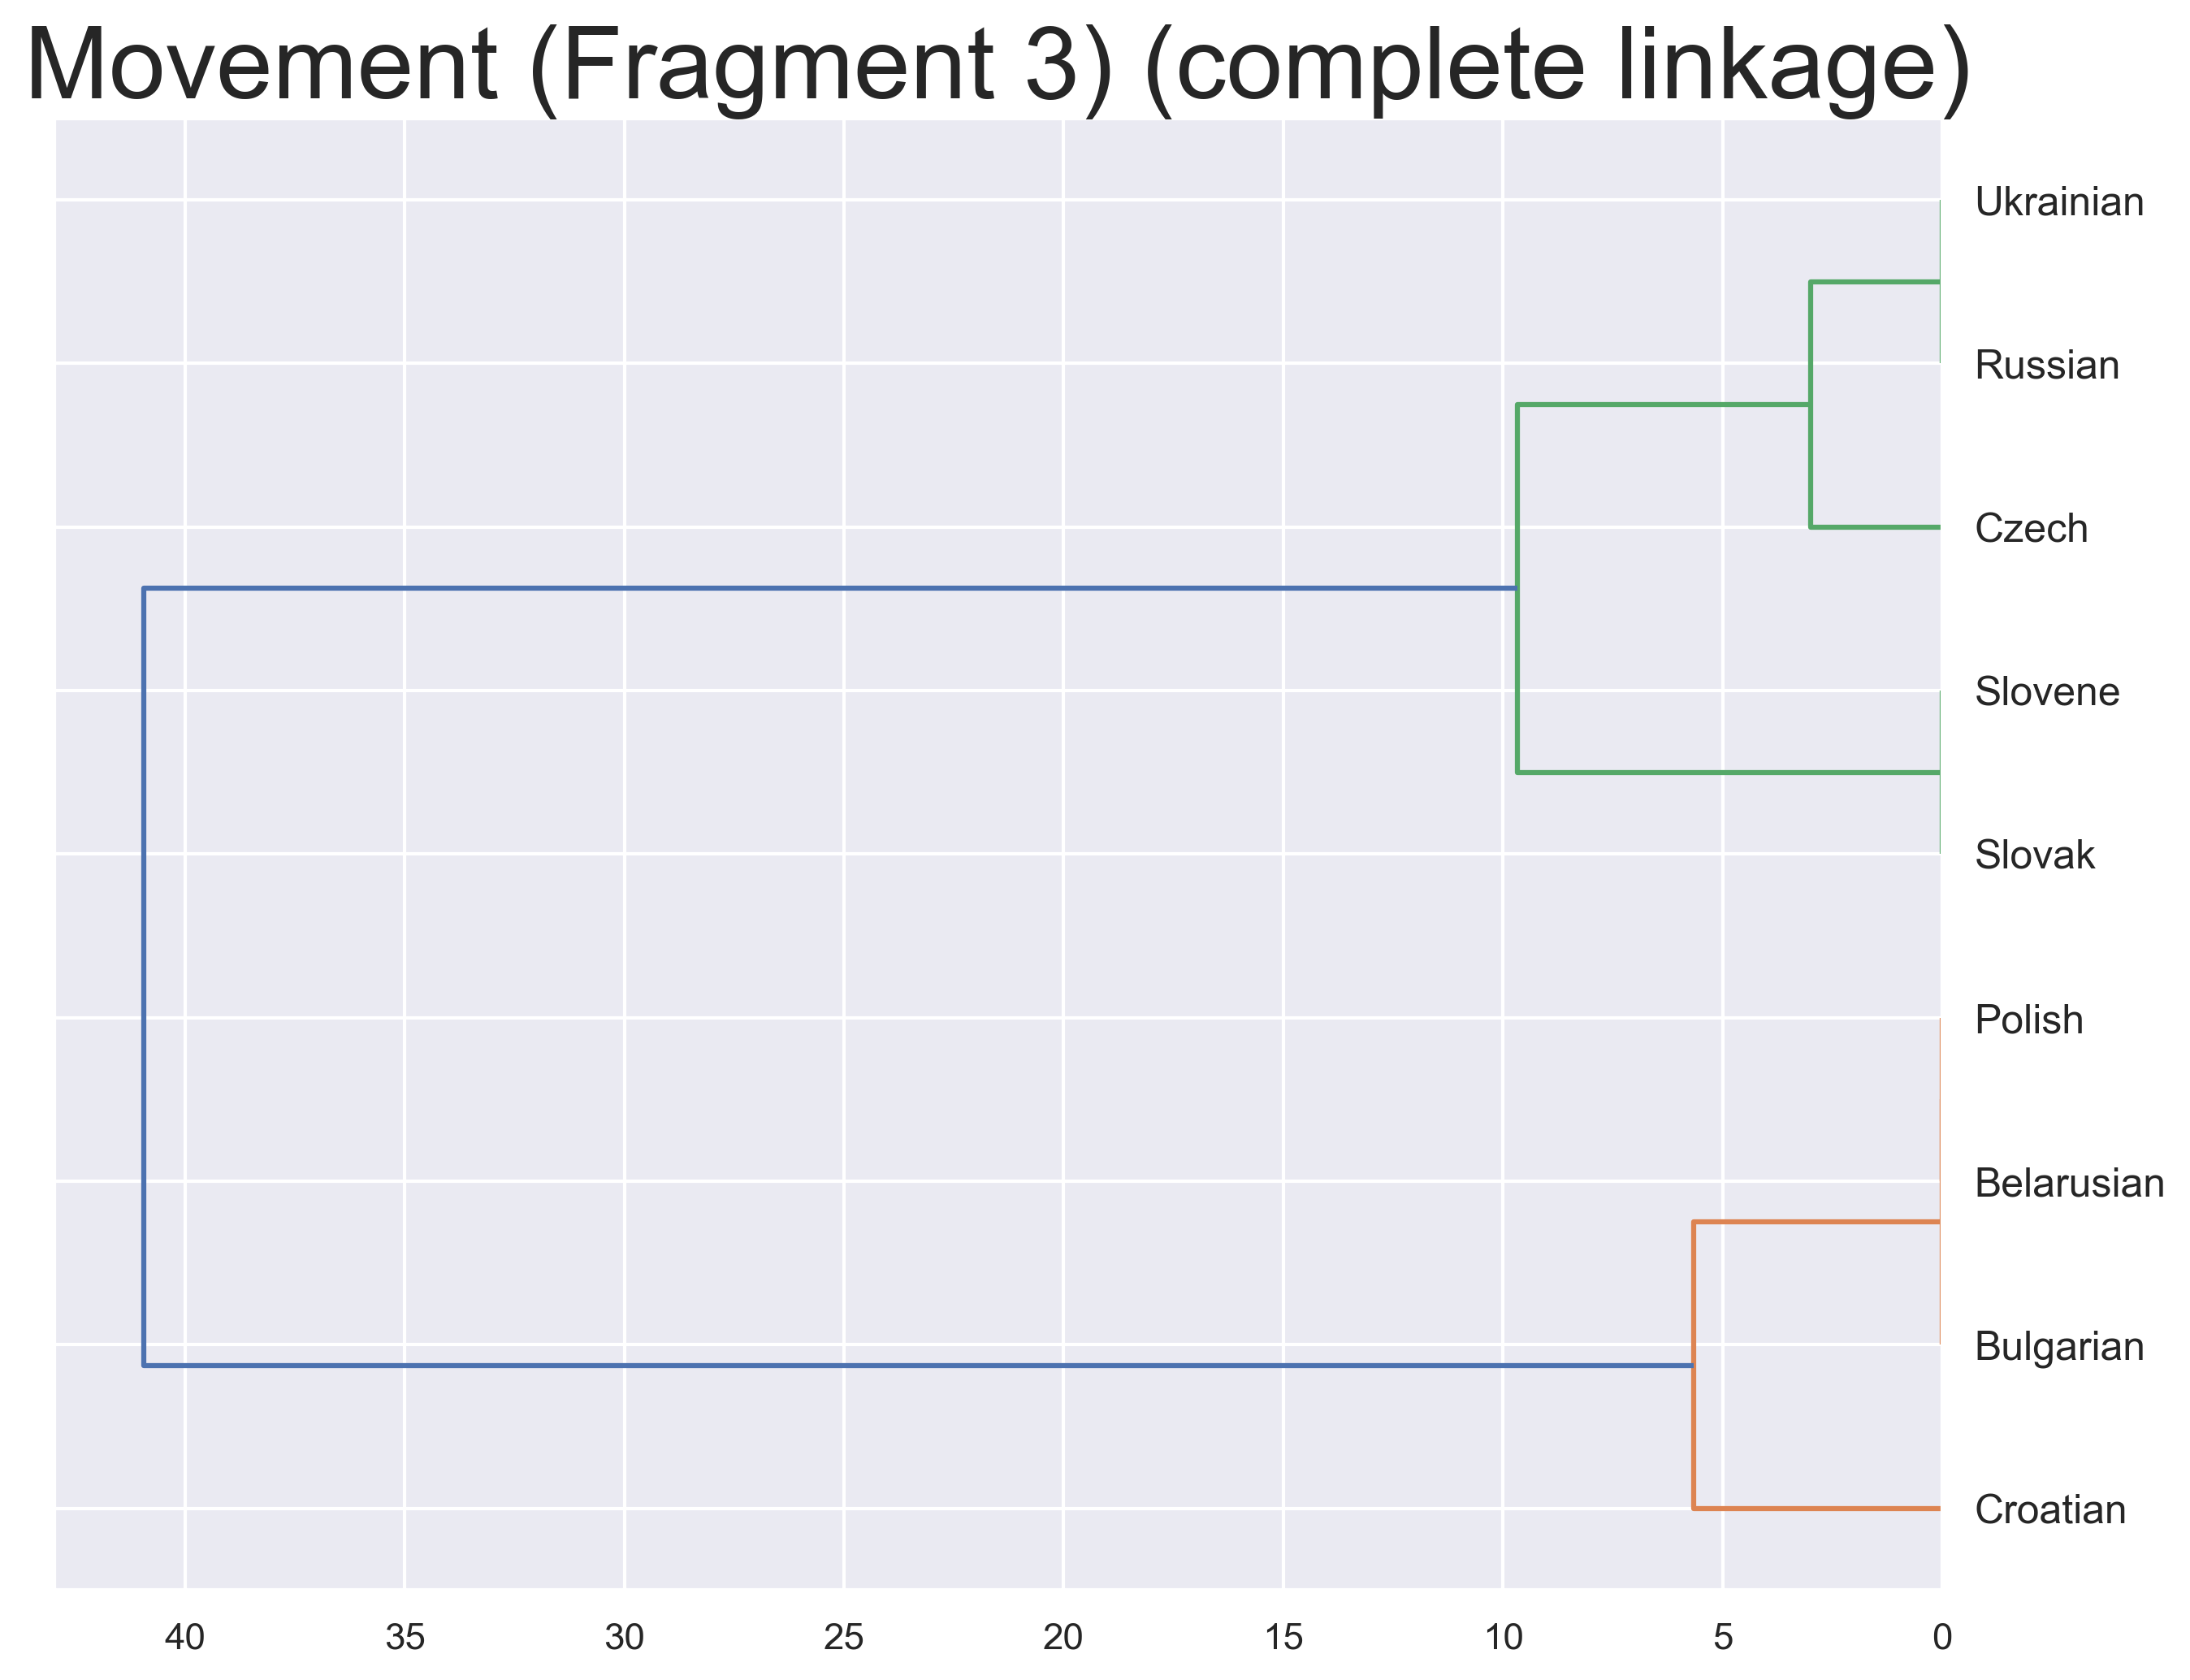 Movement (Fragment 3) (complete linkage)
Ukrainian
Russian
Czech
Slovene
Slovak
Polish
Belarusian
Bulgarian
Croatian
40 35 30 25 20 15 10 5 0